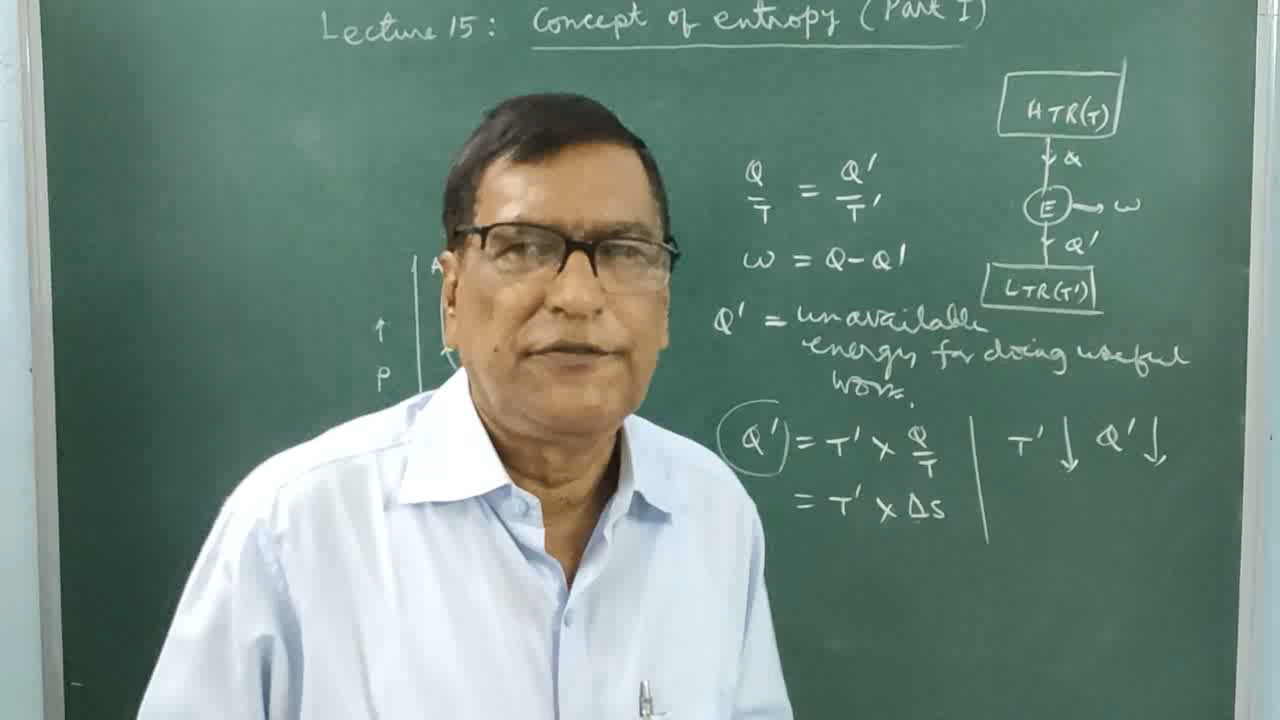 Lecture 15: Concept of entropy (Part I)
HTR(T)
Q
E → W
Q'
LTR(T')
Q/T = Q'/T'
W = Q-Q'
Q' = unavailable
energy for doing useful
work.
Q' = T' × Q/T
= T' × Δs
T' ↓ Q' ↓
A
↑
P